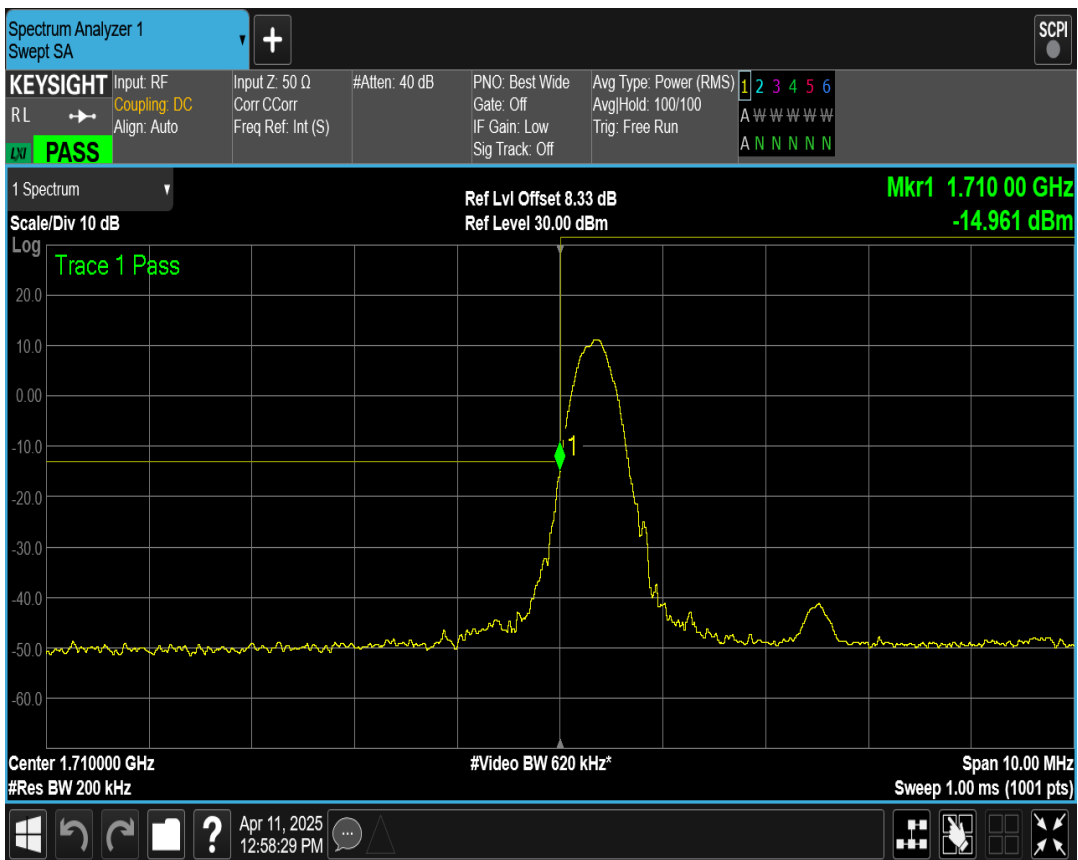 Spectrum Analyzer 1
Swept SA
+
SCPI
KEYSIGHT
RL
LXI PASS
Input: RF
Coupling: DC
Align: Auto
Input Z: 50 Ω
Corr CCorr
Freq Ref: Int (S)
#Atten: 40 dB
PNO: Best Wide
Gate: Off
IF Gain: Low
Sig Track: Off
Avg Type: Power (RMS)
Avg|Hold: 100/100
Trig: Free Run
1 2 3 4 5 6
A W W W W W
A N N N N N
1 Spectrum
Scale/Div 10 dB
Ref Lvl Offset 8.33 dB
Ref Level 30.00 dBm
Mkr1 1.710 00 GHz
-14.961 dBm
Log
Trace 1 Pass
20.0
10.0
0.00
-10.0
-20.0
-30.0
-40.0
-50.0
-60.0
1
Center 1.710000 GHz
#Res BW 200 kHz
#Video BW 620 kHz*
Span 10.00 MHz
Sweep 1.00 ms (1001 pts)
?
Apr 11, 2025
12:58:29 PM